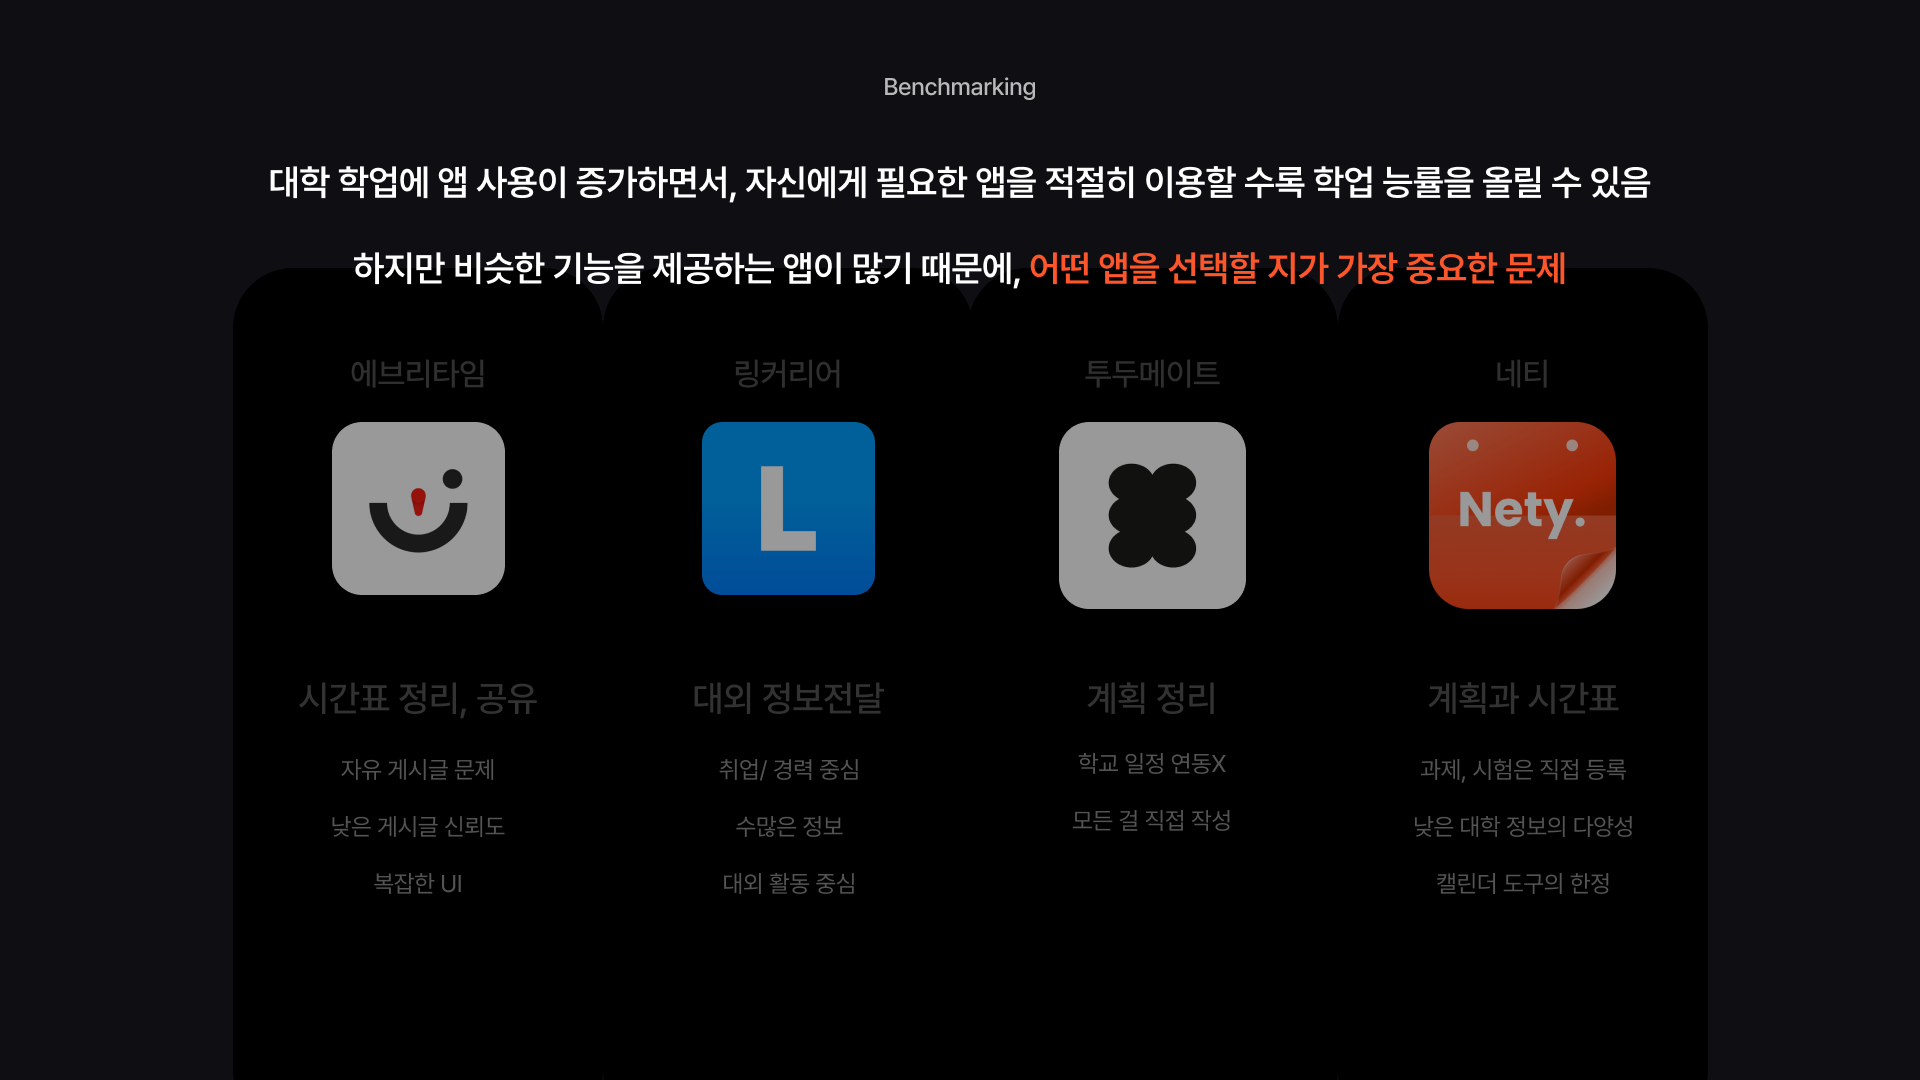 Benchmarking
대학 학업에 앱 사용이 증가하면서, 자신에게 필요한 앱을 적절히 이용할 수록 학업 능률을 올릴 수 있음
하지만 비슷한 기능을 제공하는 앱이 많기 때문에, 어떤 앱을 선택할 지가 가장 중요한 문제
에브리타임
링커리어
투두메이트
네티
L
Nety.
시간표 정리, 공유
자유 게시글 문제
낮은 게시글 신뢰도
복잡한 UI
대외 정보전달
취업/ 경력 중심
수많은 정보
대외 활동 중심
계획 정리
학교 일정 연동X
모든 걸 직접 작성
계획과 시간표
과제, 시험은 직접 등록
낮은 대학 정보의 다양성
캘린더 도구의 한정